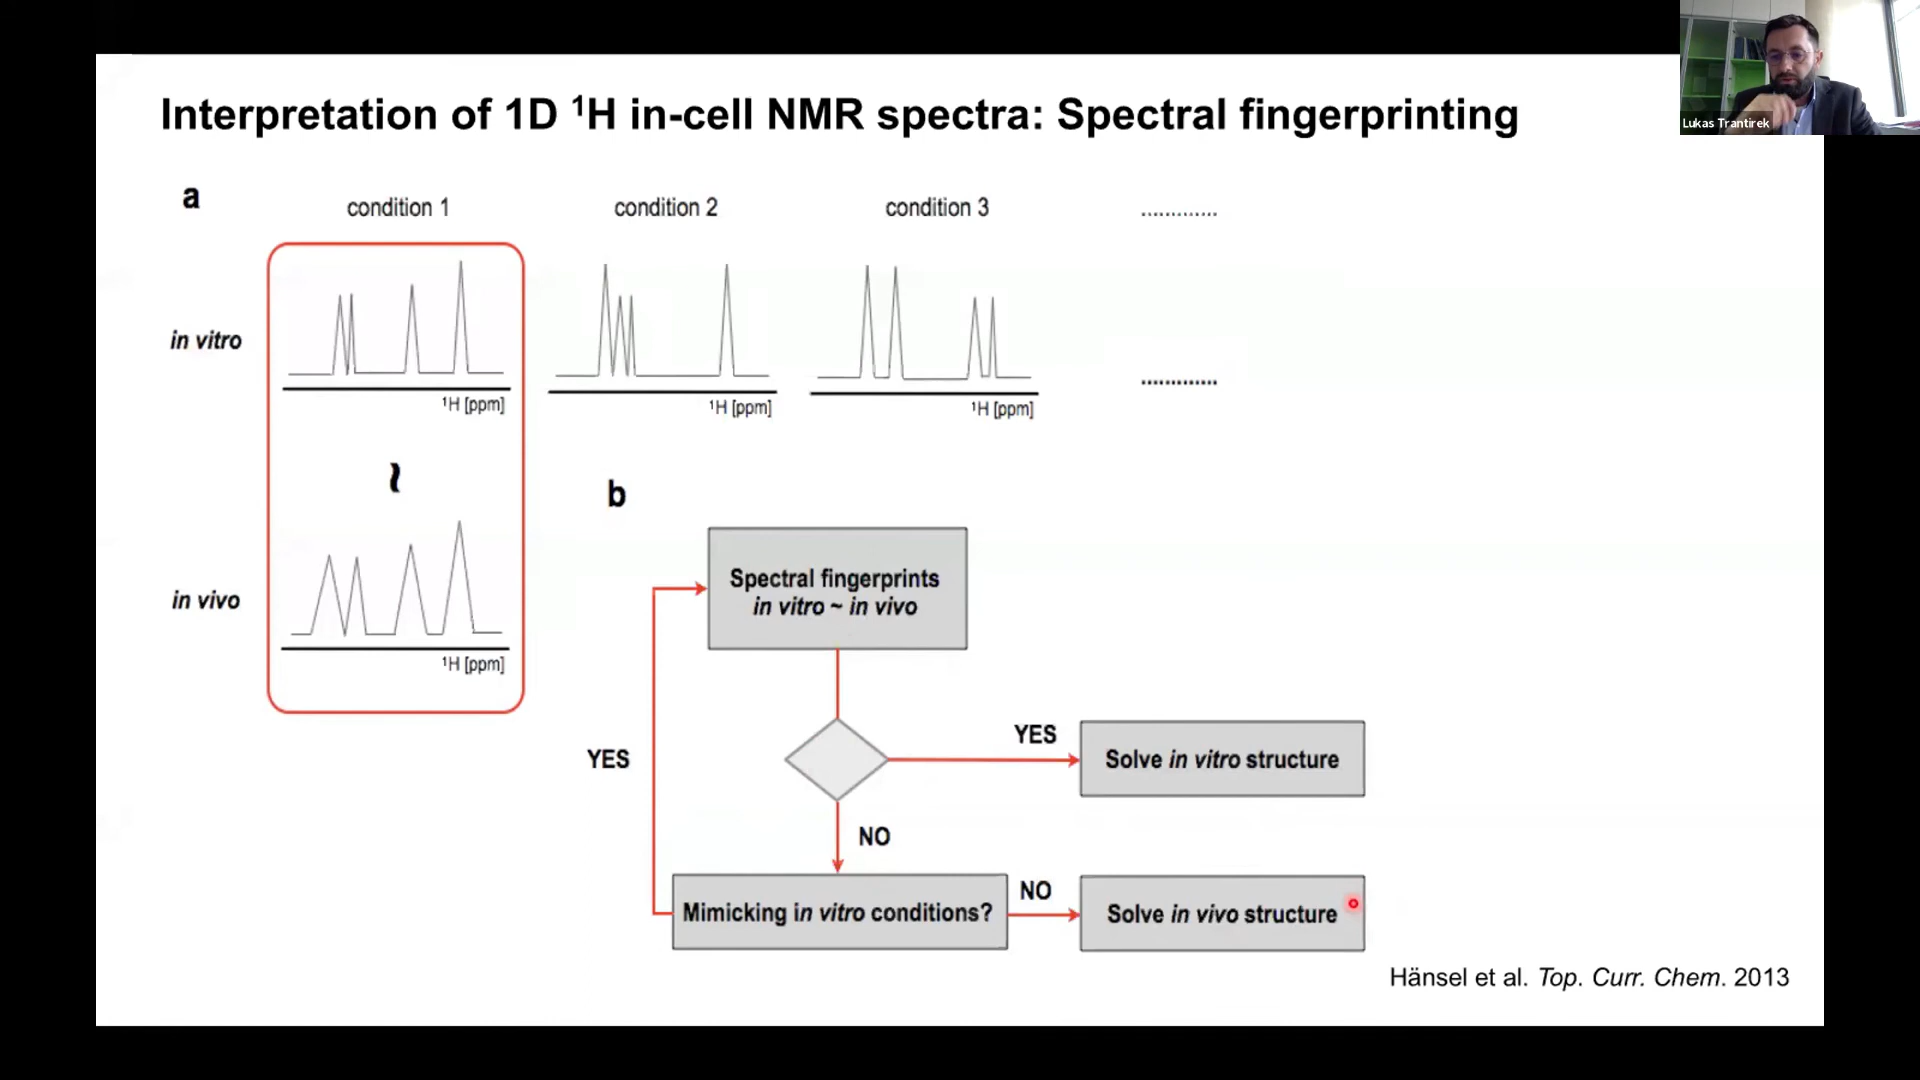 Interpretation of 1D ¹H in-cell NMR spectra: Spectral fingerprinting
Lukas Trantirek
a
condition 1
condition 2
condition 3
.............
in vitro
¹H [ppm]
¹H [ppm]
¹H [ppm]
.............
~
in vivo
¹H [ppm]
b
Spectral fingerprints
in vitro ~ in vivo
YES
YES
Solve in vitro structure
NO
Mimicking in vitro conditions?
NO
Solve in vivo structure
Hänsel et al. Top. Curr. Chem. 2013